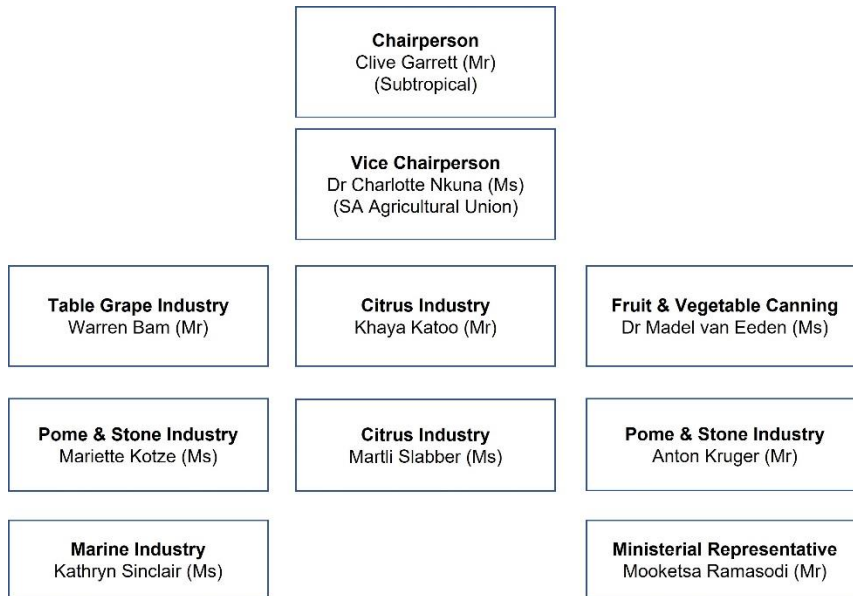 Chairperson
Clive Garrett (Mr)
(Subtropical)
Vice Chairperson
Dr Charlotte Nkuna (Ms)
(SA Agricultural Union)
Table Grape Industry
Warren Bam (Mr)
Citrus Industry
Khaya Katoo (Mr)
Fruit & Vegetable Canning
Dr Madel van Eeden (Ms)
Pome & Stone Industry
Mariette Kotze (Ms)
Citrus Industry
Martli Slabber (Ms)
Pome & Stone Industry
Anton Kruger (Mr)
Marine Industry
Kathryn Sinclair (Ms)
Ministerial Representative
Mooketsa Ramasodi (Mr)